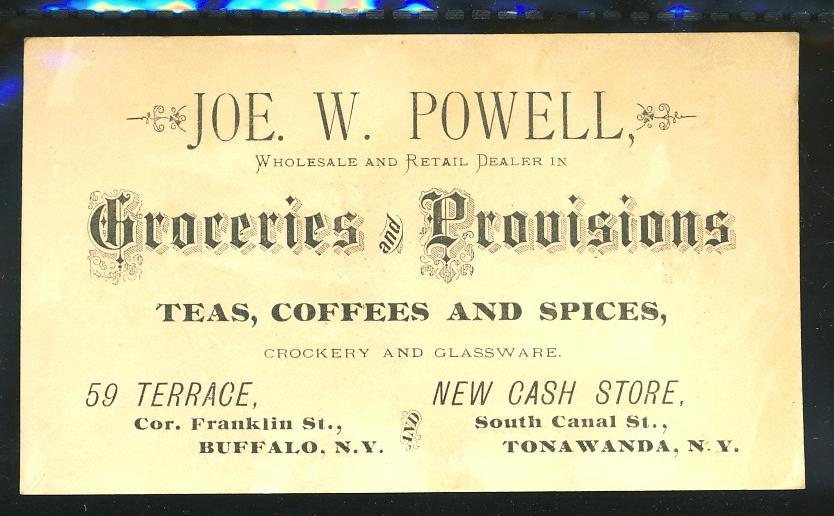 JOE. W. POWELL,
WHOLESALE AND RETAIL DEALER IN
Groceries and Provisions
TEAS, COFFEES AND SPICES,
CROCKERY AND GLASSWARE.
59 TERRACE,
Cor. Franklin St.,
BUFFALO, N.Y.
AND
NEW CASH STORE,
South Canal St.,
TONAWANDA, N.Y.